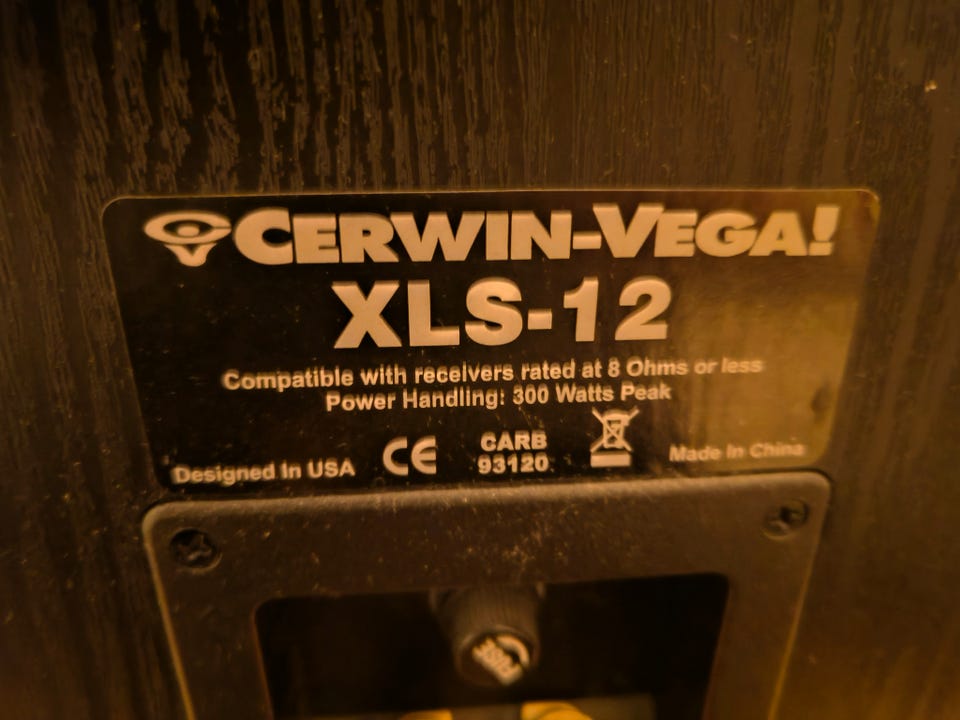 CERWIN-VEGA!
XLS-12
Compatible with receivers rated at 8 Ohms or less
Power Handling: 300 Watts Peak
Designed In USA CE CARB 93120 Made In China
FUSE